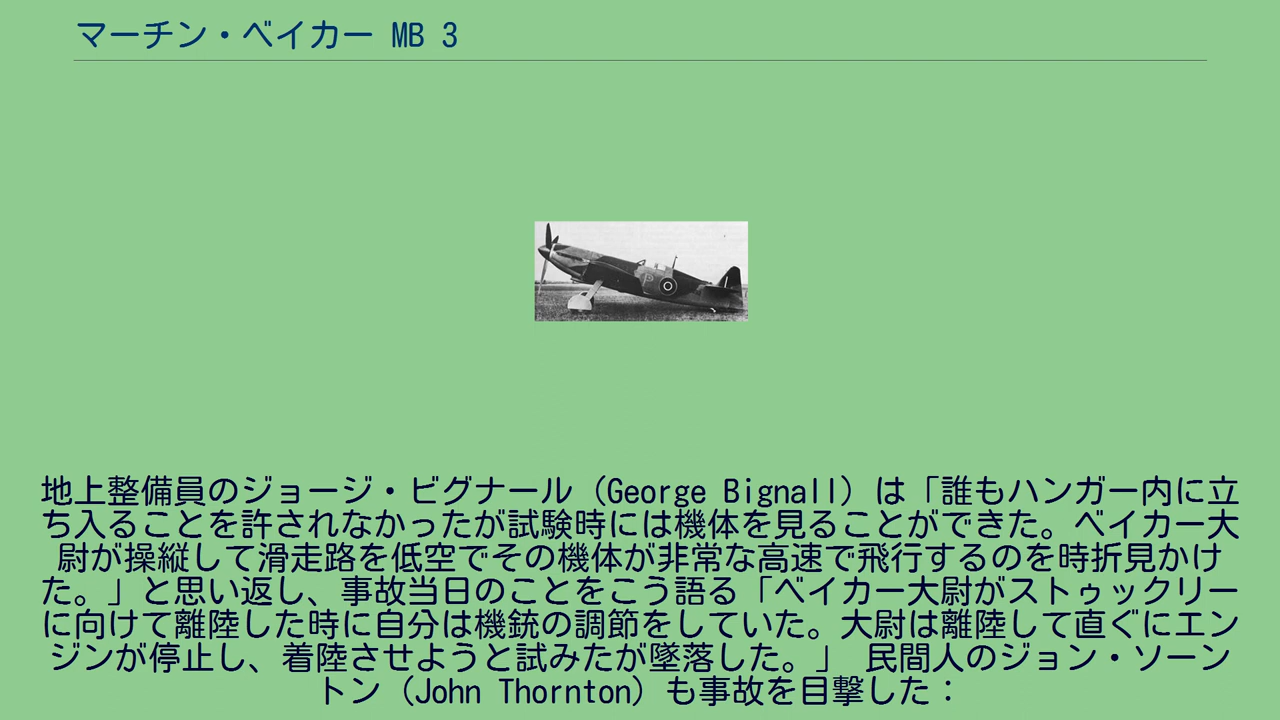 マーチン・ベイカー MB 3
地上整備員のジョージ・ビグナール（George Bignall）は「誰もハンガー内に立
ち入ることを許されなかったが試験時には機体を見ることができた。ベイカー大
尉が操縦して滑走路を低空でその機体が非常な高速で飛行するのを時折見かけ
た。」と思い返し、事故当日のことをこう語る「ベイカー大尉がストゥックリー
に向けて離陸した時に自分は機銃の調節をしていた。大尉は離陸して直ぐにエン
ジンが停止し、着陸させようと試みたが墜落した。」 民間人のジョン・ソーン
トン（John Thornton）も事故を目撃した：